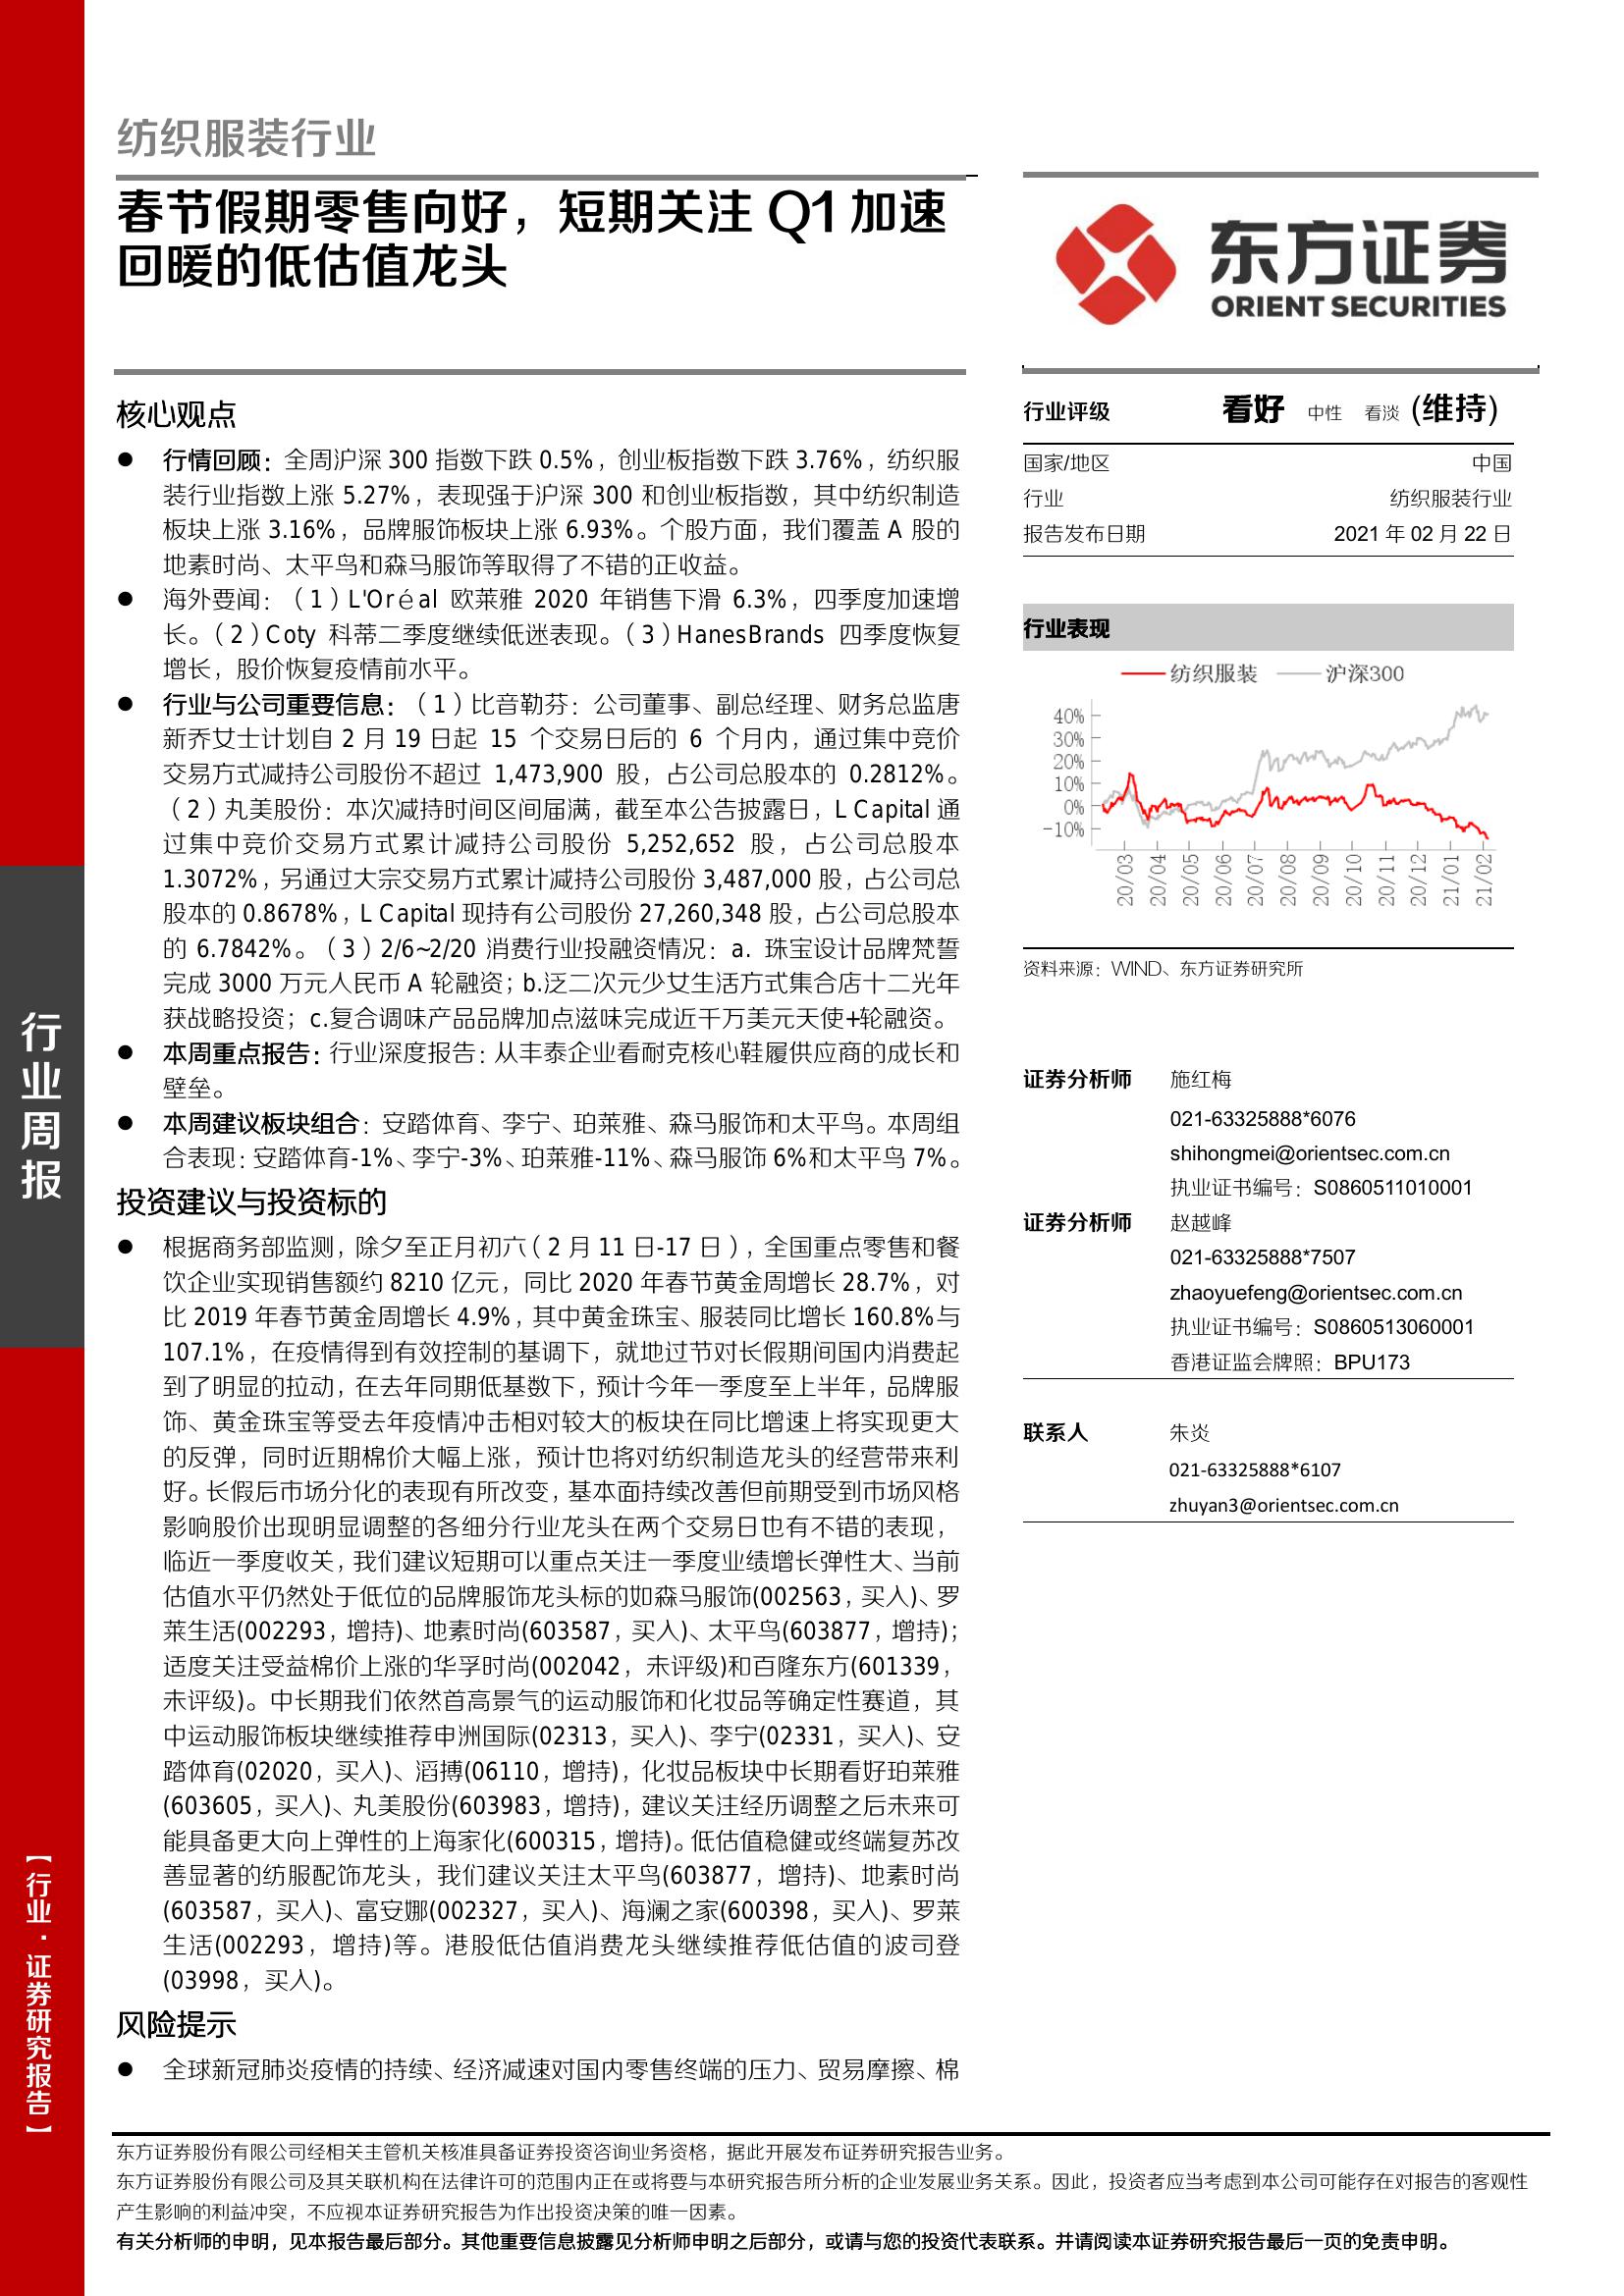 纺织服装行业
春节假期零售向好，短期关注 Q1 加速
回暖的低估值龙头
东方证券
ORIENT SECURITIES
核心观点
● 行情回顾：全周沪深 300 指数下跌 0.5%，创业板指数下跌 3.76%，纺织服
装行业指数上涨 5.27%，表现强于沪深 300 和创业板指数，其中纺织制造
板块上涨 3.16%，品牌服饰板块上涨 6.93%。个股方面，我们覆盖 A 股的
地素时尚、太平鸟和森马服饰等取得了不错的正收益。
● 海外要闻：（1）L'Oréal 欧莱雅 2020 年销售下滑 6.3%，四季度加速增
长。（2）Coty 科蒂二季度继续低迷表现。（3）HanesBrands 四季度恢复
增长，股价恢复疫情前水平。
● 行业与公司重要信息：（1）比音勒芬：公司董事、副总经理、财务总监唐
新乔女士计划自 2 月 19 日起 15 个交易日后的 6 个月内，通过集中竞价
交易方式减持公司股份不超过 1,473,900 股，占公司总股本的 0.2812%。
（2）丸美股份：本次减持时间区间届满，截至本公告披露日，L Capital 通
过集中竞价交易方式累计减持公司股份 5,252,652 股，占公司总股本
1.3072%，另通过大宗交易方式累计减持公司股份 3,487,000 股，占公司总
股本的 0.8678%，L Capital 现持有公司股份 27,260,348 股，占公司总股本
的 6.7842%。（3）2/6~2/20 消费行业投融资情况：a. 珠宝设计品牌梵誓
完成 3000 万元人民币 A 轮融资；b.泛二次元少女生活方式集合店十二光年
获战略投资；c.复合调味产品品牌加点滋味完成近千万美元天使+轮融资。
● 本周重点报告：行业深度报告：从丰泰企业看耐克核心鞋履供应商的成长和
壁垒。
● 本周建议板块组合：安踏体育、李宁、珀莱雅、森马服饰和太平鸟。本周组
合表现：安踏体育-1%、李宁-3%、珀莱雅-11%、森马服饰 6%和太平鸟 7%。
投资建议与投资标的
● 根据商务部监测，除夕至正月初六（2 月 11 日-17 日），全国重点零售和餐
饮企业实现销售额约 8210 亿元，同比 2020 年春节黄金周增长 28.7%，对
比 2019 年春节黄金周增长 4.9%，其中黄金珠宝、服装同比增长 160.8%与
107.1%，在疫情得到有效控制的基调下，就地过节对长假期间国内消费起
到了明显的拉动，在去年同期低基数下，预计今年一季度至上半年，品牌服
饰、黄金珠宝等受去年疫情冲击相对较大的板块在同比增速上将实现更大
的反弹，同时近期棉价大幅上涨，预计也将对纺织制造龙头的经营带来利
好。长假后市场分化的表现有所改变，基本面持续改善但前期受到市场风格
影响股价出现明显调整的各细分行业龙头在两个交易日也有不错的表现，
临近一季度收关，我们建议短期可以重点关注一季度业绩增长弹性大、当前
估值水平仍然处于低位的品牌服饰龙头标的如森马服饰(002563，买入)、罗
莱生活(002293，增持)、地素时尚(603587，买入)、太平鸟(603877，增持)；
适度关注受益棉价上涨的华孚时尚(002042，未评级)和百隆东方(601339，
未评级)。中长期我们依然首高景气的运动服饰和化妆品等确定性赛道，其
中运动服饰板块继续推荐申洲国际(02313，买入)、李宁(02331，买入)、安
踏体育(02020，买入)、滔搏(06110，增持)，化妆品板块中长期看好珀莱雅
(603605，买入)、丸美股份(603983，增持)，建议关注经历调整之后未来可
能具备更大向上弹性的上海家化(600315，增持)。低估值稳健或终端复苏改
善显著的纺服配饰龙头，我们建议关注太平鸟(603877，增持)、地素时尚
(603587，买入)、富安娜(002327，买入)、海澜之家(600398，买入)、罗莱
生活(002293，增持)等。港股低估值消费龙头继续推荐低估值的波司登
(03998，买入)。
风险提示
● 全球新冠肺炎疫情的持续、经济减速对国内零售终端的压力、贸易摩擦、棉
行业评级 看好 中性 看淡 (维持)
国家/地区 中国
行业 纺织服装行业
报告发布日期 2021 年 02 月 22 日
行业表现
纺织服装 沪深300
40%
30%
20%
10%
0%
-10%
20/03 20/04 20/05 20/06 20/07 20/08 20/09 20/10 20/11 20/12 21/01 21/02
资料来源：WIND、东方证券研究所
证券分析师 施红梅
021-63325888*6076
shihongmei@orientsec.com.cn
执业证书编号：S0860511010001
证券分析师 赵越峰
021-63325888*7507
zhaoyuefeng@orientsec.com.cn
执业证书编号：S0860513060001
香港证监会牌照：BPU173
联系人 朱炎
021-63325888*6107
zhuyan3@orientsec.com.cn
行业周报
【行业·证券研究报告】
东方证券股份有限公司经相关主管机关核准具备证券投资咨询业务资格，据此开展发布证券研究报告业务。
东方证券股份有限公司及其关联机构在法律许可的范围内正在或将要与本研究报告所分析的企业发展业务关系。因此，投资者应当考虑到本公司可能存在对报告的客观性
产生影响的利益冲突，不应视本证券研究报告为作出投资决策的唯一因素。
有关分析师的申明，见本报告最后部分。其他重要信息披露见分析师申明之后部分，或请与您的投资代表联系。并请阅读本证券研究报告最后一页的免责申明。